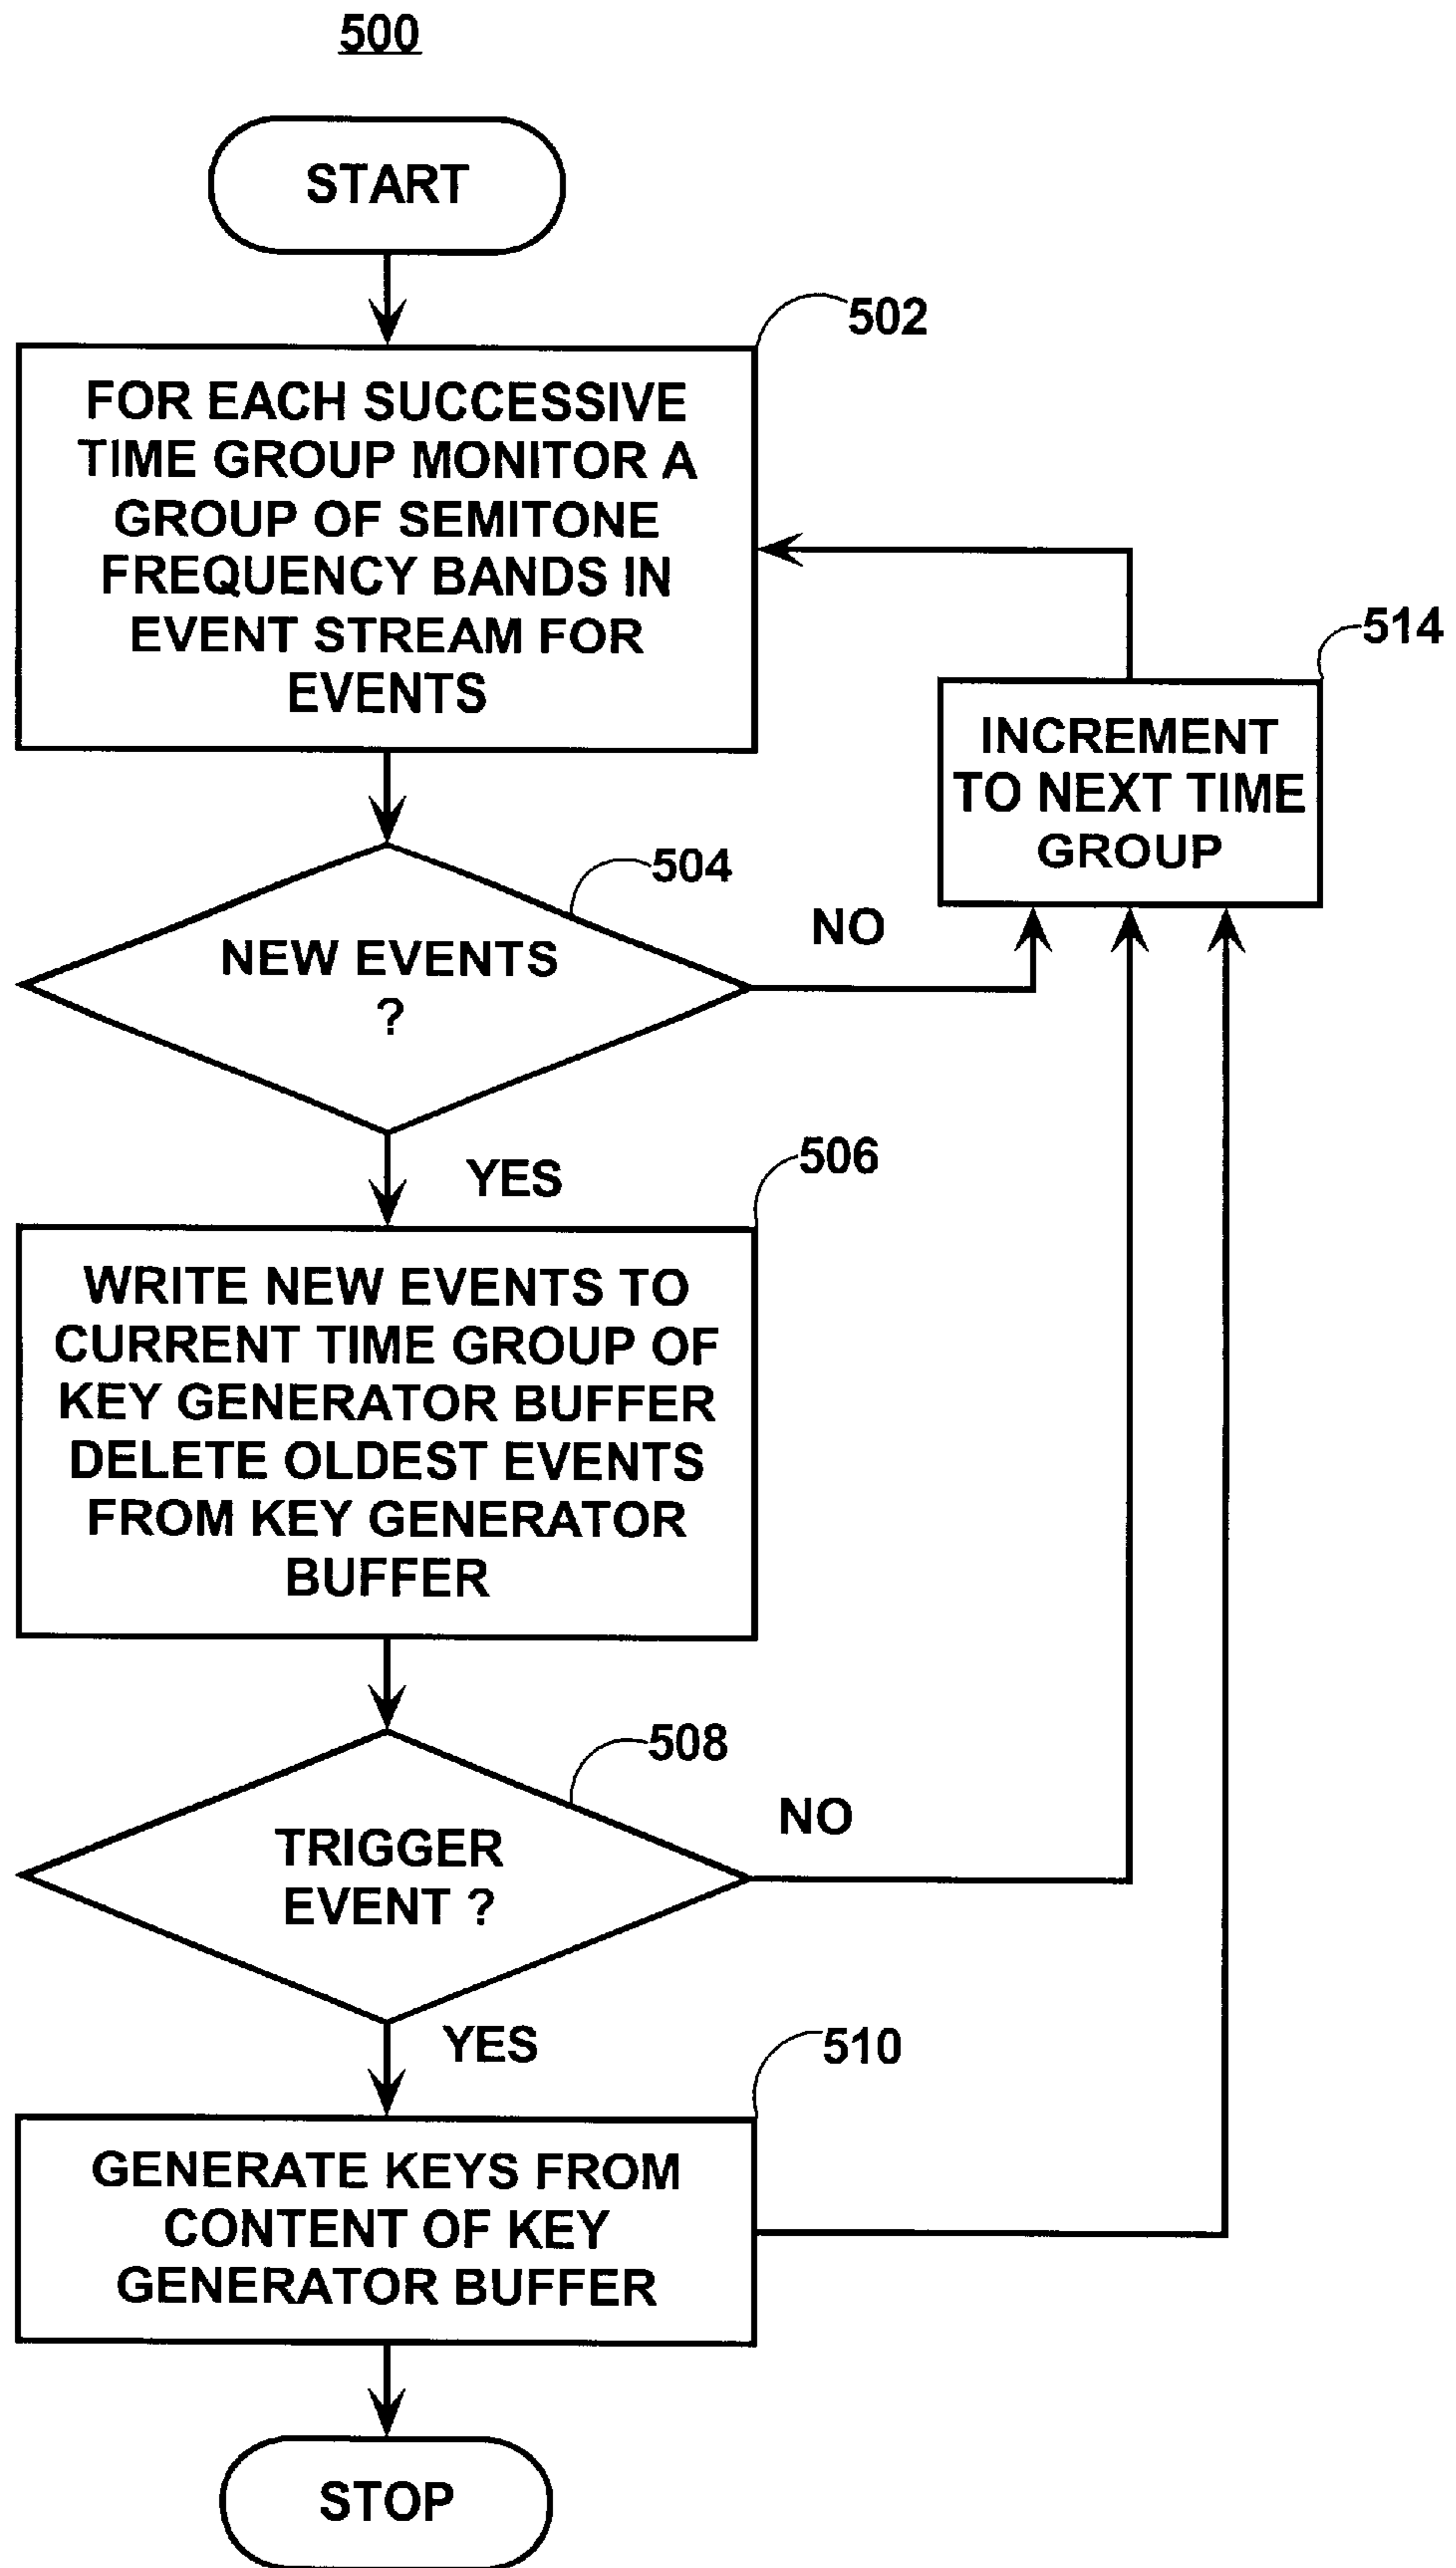 500
START
502
FOR EACH SUCCESSIVE
TIME GROUP MONITOR A
GROUP OF SEMITONE
FREQUENCY BANDS IN
EVENT STREAM FOR
EVENTS
514
INCREMENT
TO NEXT TIME
GROUP
504
NEW EVENTS
?
NO
YES
506
WRITE NEW EVENTS TO
CURRENT TIME GROUP OF
KEY GENERATOR BUFFER
DELETE OLDEST EVENTS
FROM KEY GENERATOR
BUFFER
508
TRIGGER
EVENT ?
NO
YES
510
GENERATE KEYS FROM
CONTENT OF KEY
GENERATOR BUFFER
STOP